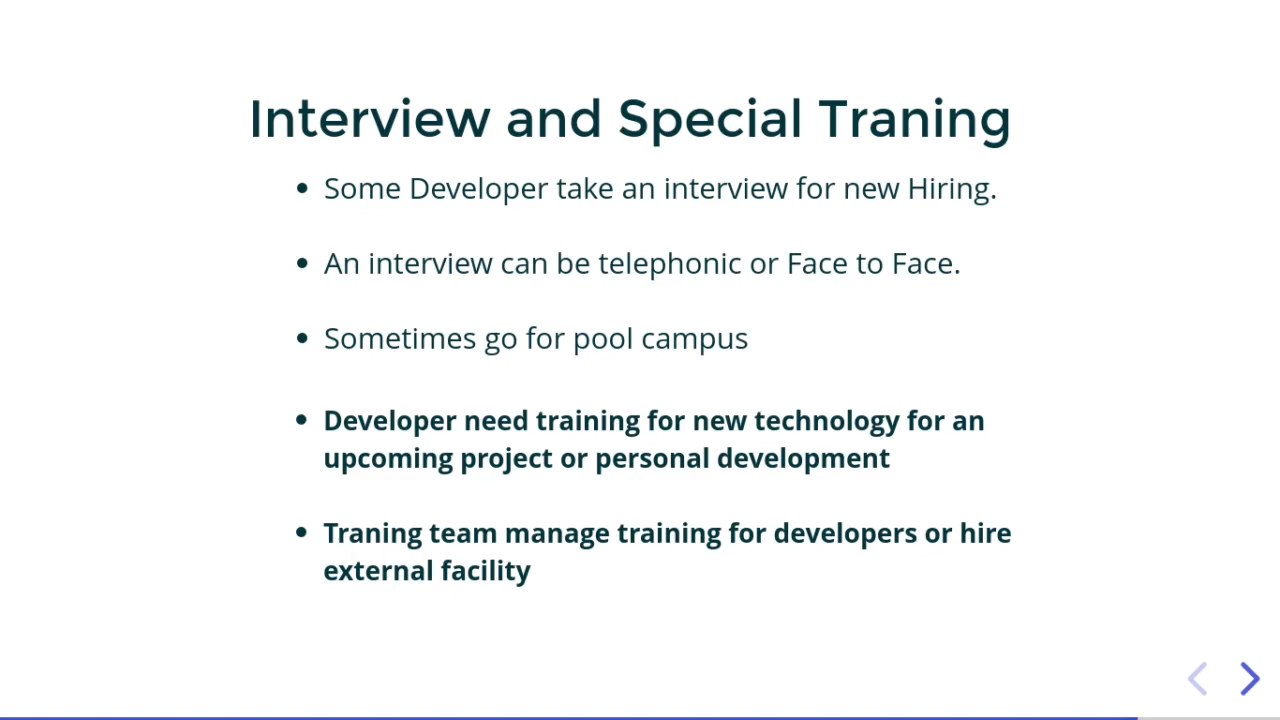 Interview and Special Traning
• Some Developer take an interview for new Hiring.
• An interview can be telephonic or Face to Face.
• Sometimes go for pool campus
• Developer need training for new technology for an
upcoming project or personal development
• Traning team manage training for developers or hire
external facility